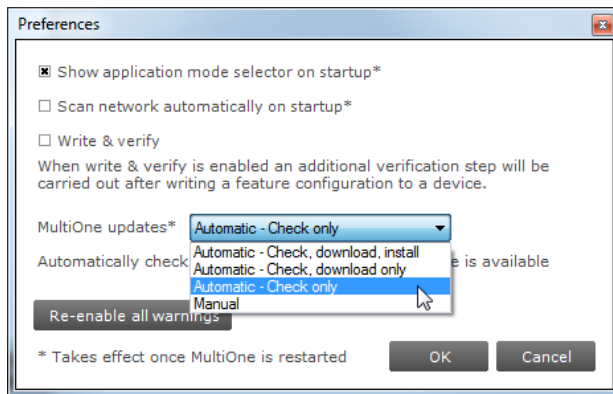 Preferences
Show application mode selector on startup*
Scan network automatically on startup*
Write & verify
When write & verify is enabled an additional verification step will be
carried out after writing a feature configuration to a device.
MultiOne updates* Automatic - Check only
Automatic - Check, download, install
Automatic - Check, download only
Automatically check e is available
Automatic - Check only
Manual
Re-enable all warnings
* Takes effect once MultiOne is restarted OK Cancel